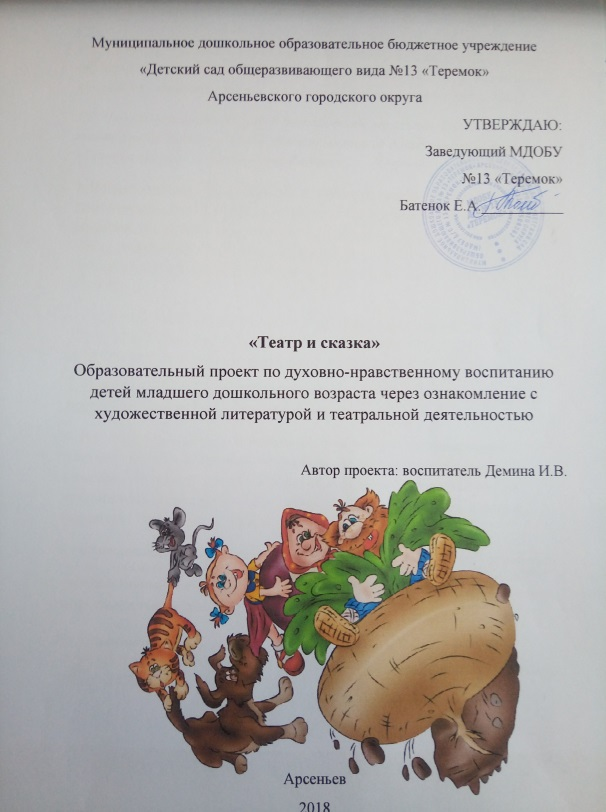 Муниципальное дошкольное образовательное бюджетное учреждение
«Детский сад общеразвивающего вида №13 «Теремок»
Арсеньевского городского округа
УТВЕРЖДАЮ:
Заведующий МДОБУ
№13 «Теремок»
Батенок Е.А.
«Театр и сказка»
Образовательный проект по духовно-нравственному воспитанию
детей младшего дошкольного возраста через ознакомление с
художественной литературой и театральной деятельностью
Автор проекта: воспитатель Демина И.В.
Арсеньев
2018